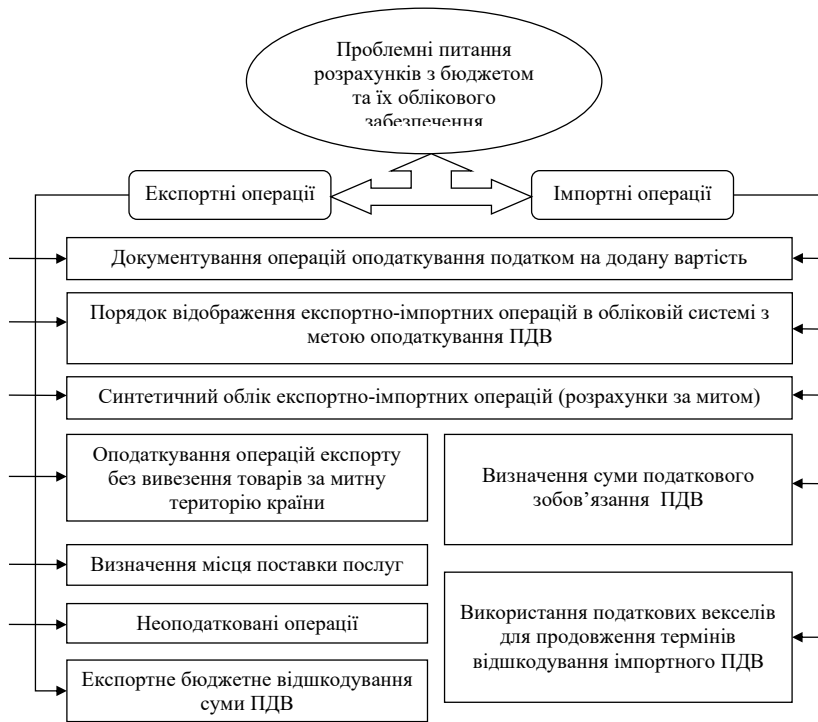 Проблемні питання
розрахунків з бюджетом
та їх облікового
забезпечення
Експортні операції
Імпортні операції
Документування операцій оподаткування податком на додану вартість
Порядок відображення експортно-імпортних операцій в обліковій системі з
метою оподаткування ПДВ
Синтетичний облік експортно-імпортних операцій (розрахунки за митом)
Оподаткування операцій експорту
без вивезення товарів за митну
територію країни
Визначення суми податкового
зобов’язання ПДВ
Визначення місця поставки послуг
Неоподатковані операції
Експортне бюджетне відшкодування
суми ПДВ
Використання податкових векселів
для продовження термінів
відшкодування імпортного ПДВ